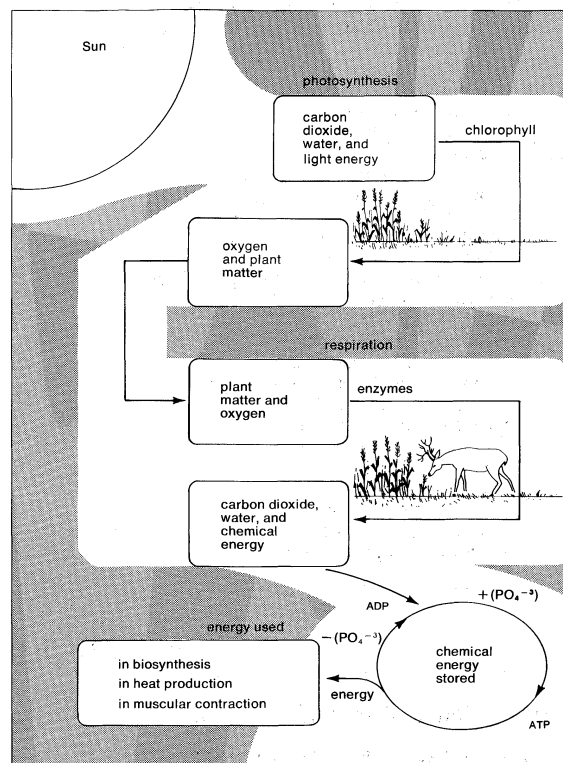 Sun
photosynthesis
carbon
dioxide,
water, and
light energy
chlorophyll
oxygen
and plant
matter
respiration
plant
matter and
oxygen
enzymes
carbon dioxide,
water, and
chemical
energy
ADP
+(PO₄⁻³)
energy used
−(PO₄⁻³)
chemical
energy
stored
in biosynthesis
in heat production
in muscular contraction
energy
ATP